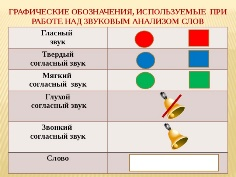 ГРАФИЧЕСКИЕ ОБОЗНАЧЕНИЯ, ИСПОЛЬЗУЕМЫЕ ПРИ
РАБОТЕ НАД ЗВУКОВЫМ АНАЛИЗОМ СЛОВ
Гласный
звук
Твердый
согласный звук
Мягкий
согласный звук
Глухой
согласный звук
Звонкий
согласный звук
Слово